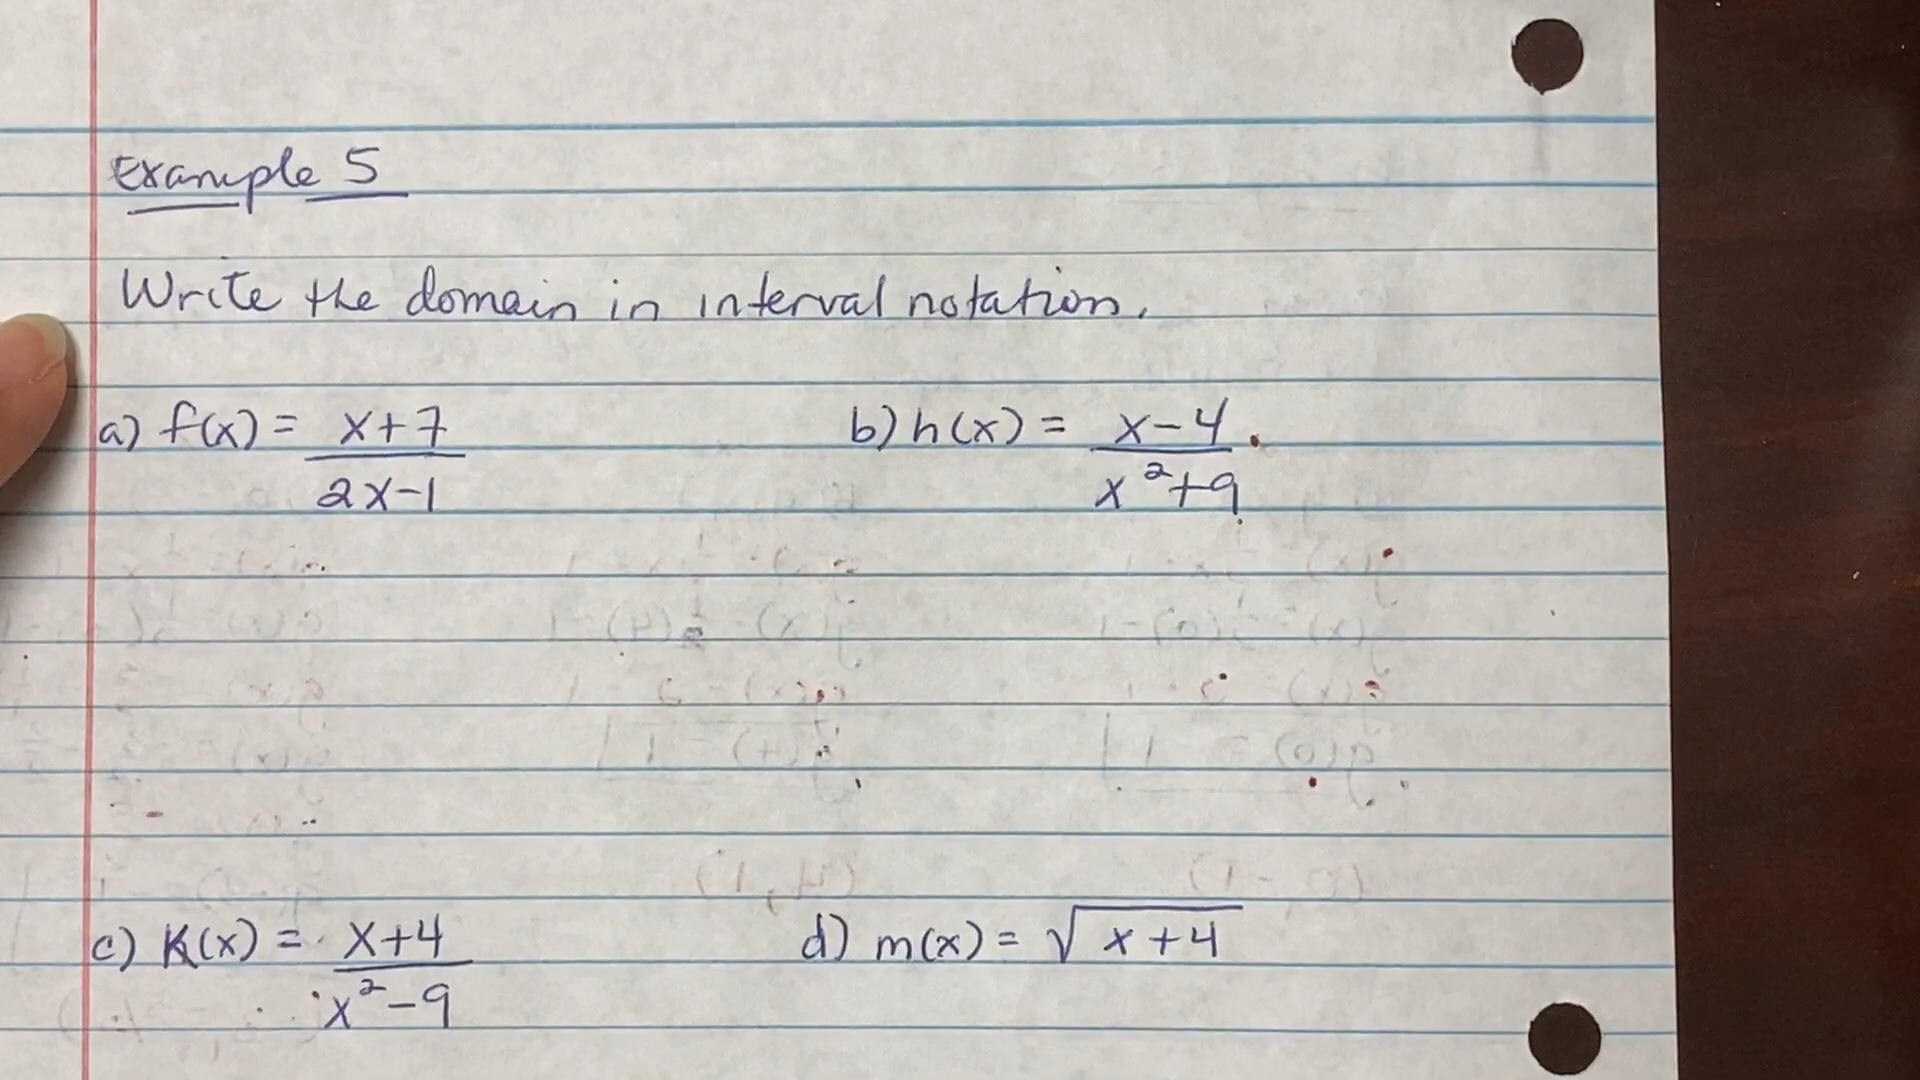 Example 5
Write the domain in interval notation.
a) f(x) = x+7 / 2x-1
b) h(x) = x-4 / x²+9
c) K(x) = x+4 / x²-9
d) m(x) = √x+4